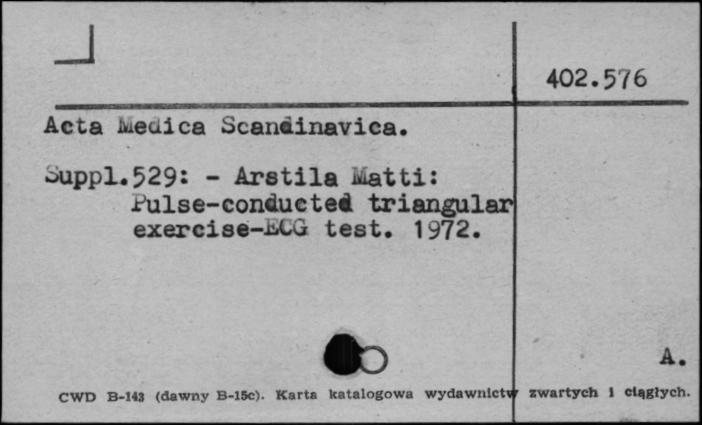 402.576
Acta Medica Scandinavica.
Suppl.529: - Arstila Matti:
Pulse-conducted triangular
exercise-ECG test. 1972.
A.
CWD B-143 (dawny B-15c). Karta katalogowa wydawnictw zwartych i ciągłych.